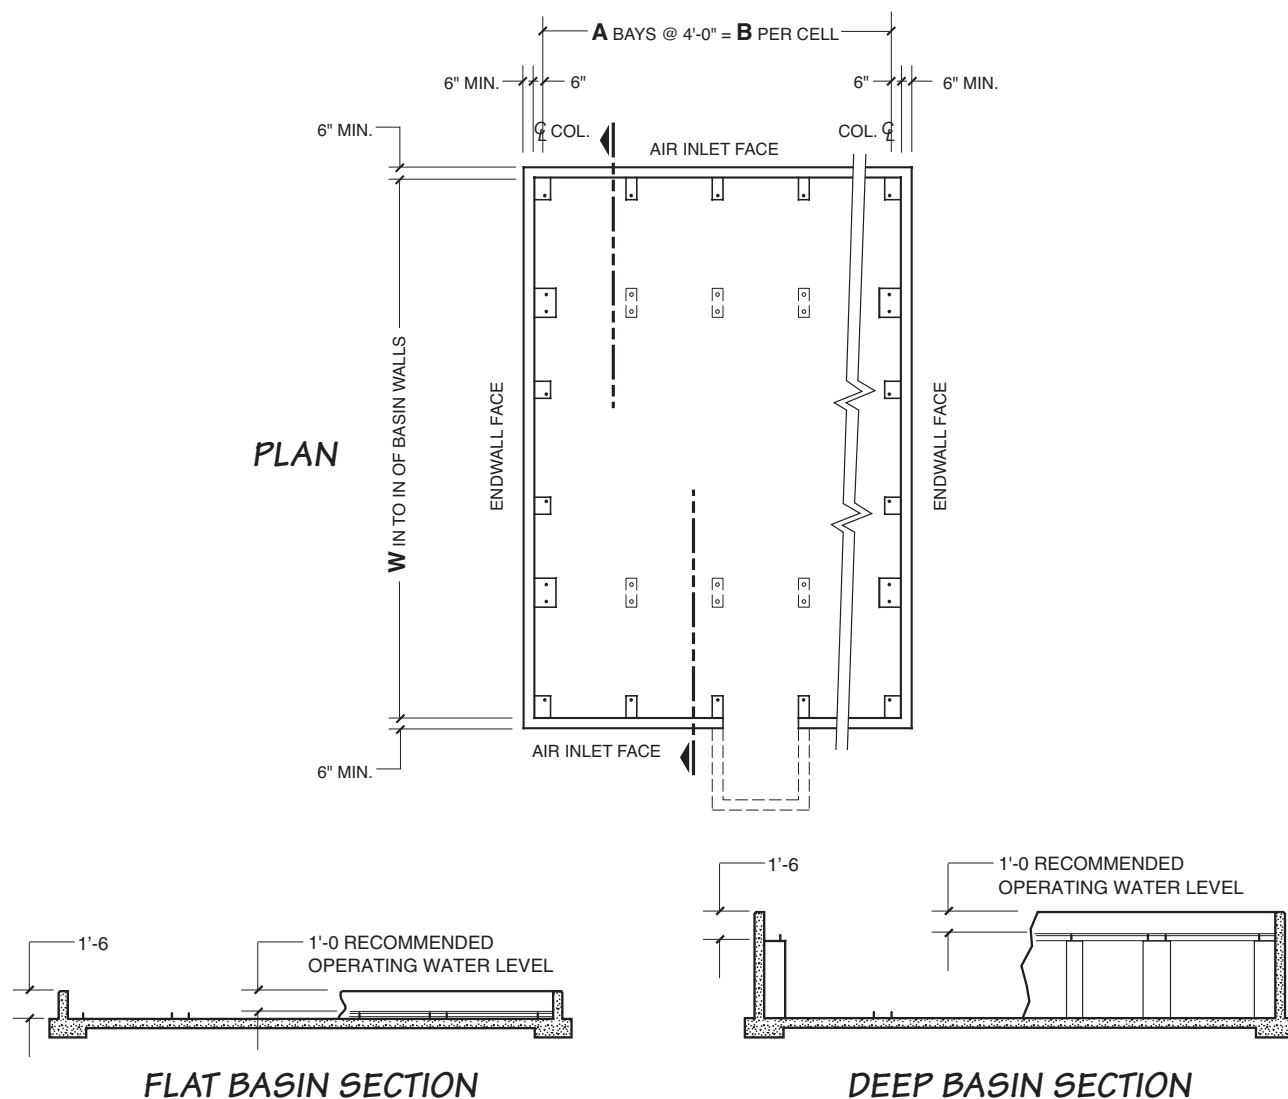 A BAYS @ 4'-0" = B PER CELL
6" MIN.
6"
6"
6" MIN.
6" MIN.
℄ COL.
COL. ℄
AIR INLET FACE
W IN TO IN OF BASIN WALLS
ENDWALL FACE
ENDWALL FACE
PLAN
AIR INLET FACE
6" MIN.
1'-6
1'-0 RECOMMENDED
OPERATING WATER LEVEL
1'-6
1'-0 RECOMMENDED
OPERATING WATER LEVEL
FLAT BASIN SECTION
DEEP BASIN SECTION